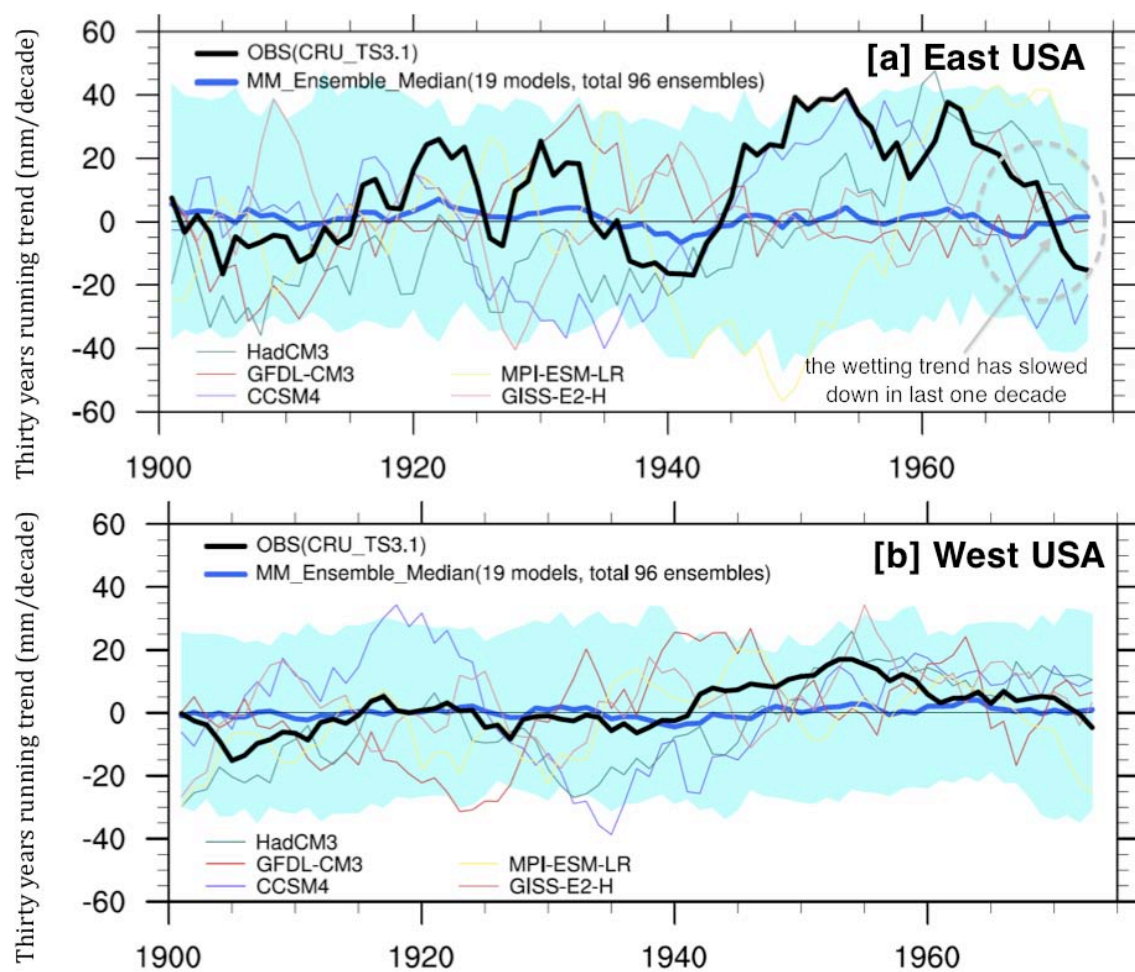 Thirty years running trend (mm/decade)
60
40
20
0
-20
-40
-60
OBS(CRU_TS3.1)
MM_Ensemble_Median(19 models, total 96 ensembles)
[a] East USA
HadCM3
GFDL-CM3
CCSM4
MPI-ESM-LR
GISS-E2-H
the wetting trend has slowed
down in last one decade
1900 1920 1940 1960
Thirty years running trend (mm/decade)
60
40
20
0
-20
-40
-60
OBS(CRU_TS3.1)
MM_Ensemble_Median(19 models, total 96 ensembles)
[b] West USA
HadCM3
GFDL-CM3
CCSM4
MPI-ESM-LR
GISS-E2-H
1900 1920 1940 1960